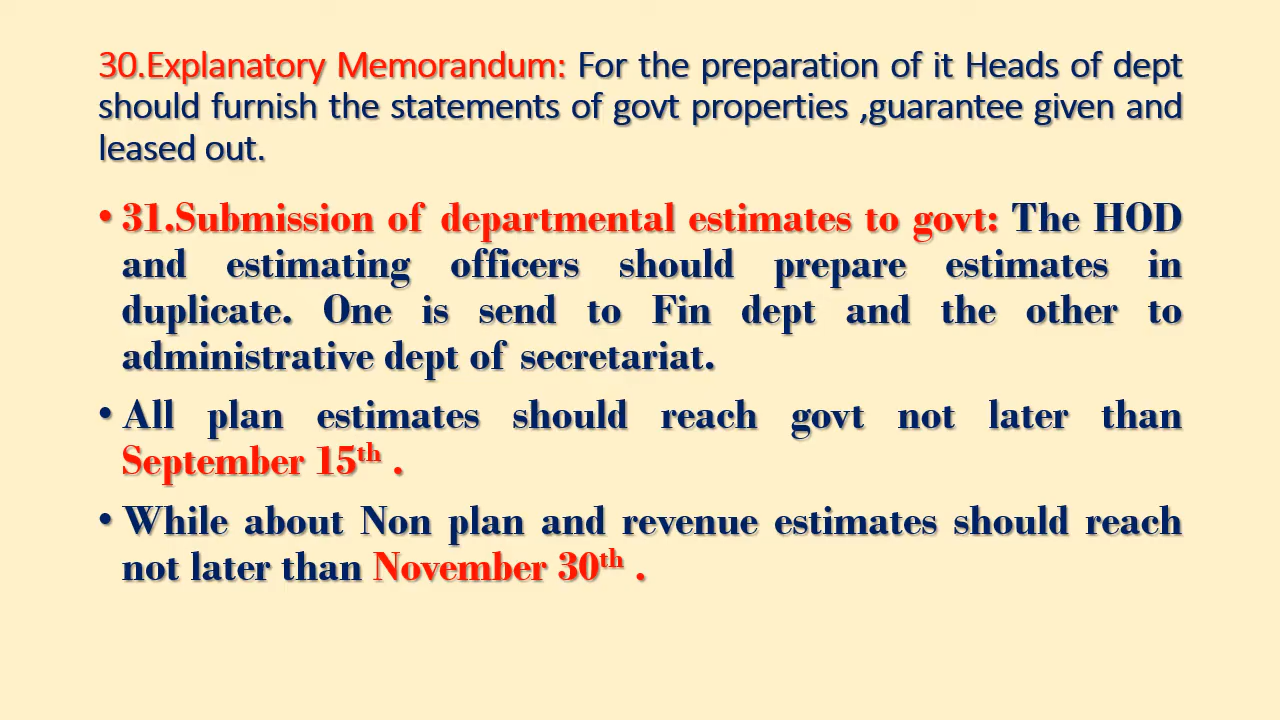 30.Explanatory Memorandum: For the preparation of it Heads of dept
should furnish the statements of govt properties ,guarantee given and
leased out.
• 31.Submission of departmental estimates to govt: The HOD
and estimating officers should prepare estimates in
duplicate. One is send to Fin dept and the other to
administrative dept of secretariat.
• All plan estimates should reach govt not later than
September 15th .
• While about Non plan and revenue estimates should reach
not later than November 30th .